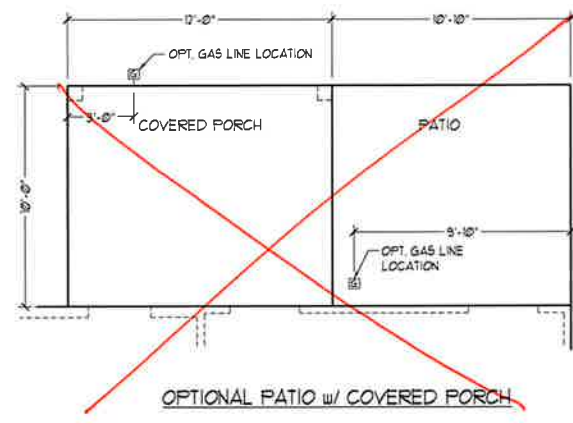 12'-0" 10'-10"
G OPT. GAS LINE LOCATION
3'-0" COVERED PORCH PATIO
10'-0"
9'-10"
G OPT. GAS LINE
LOCATION
OPTIONAL PATIO w/ COVERED PORCH